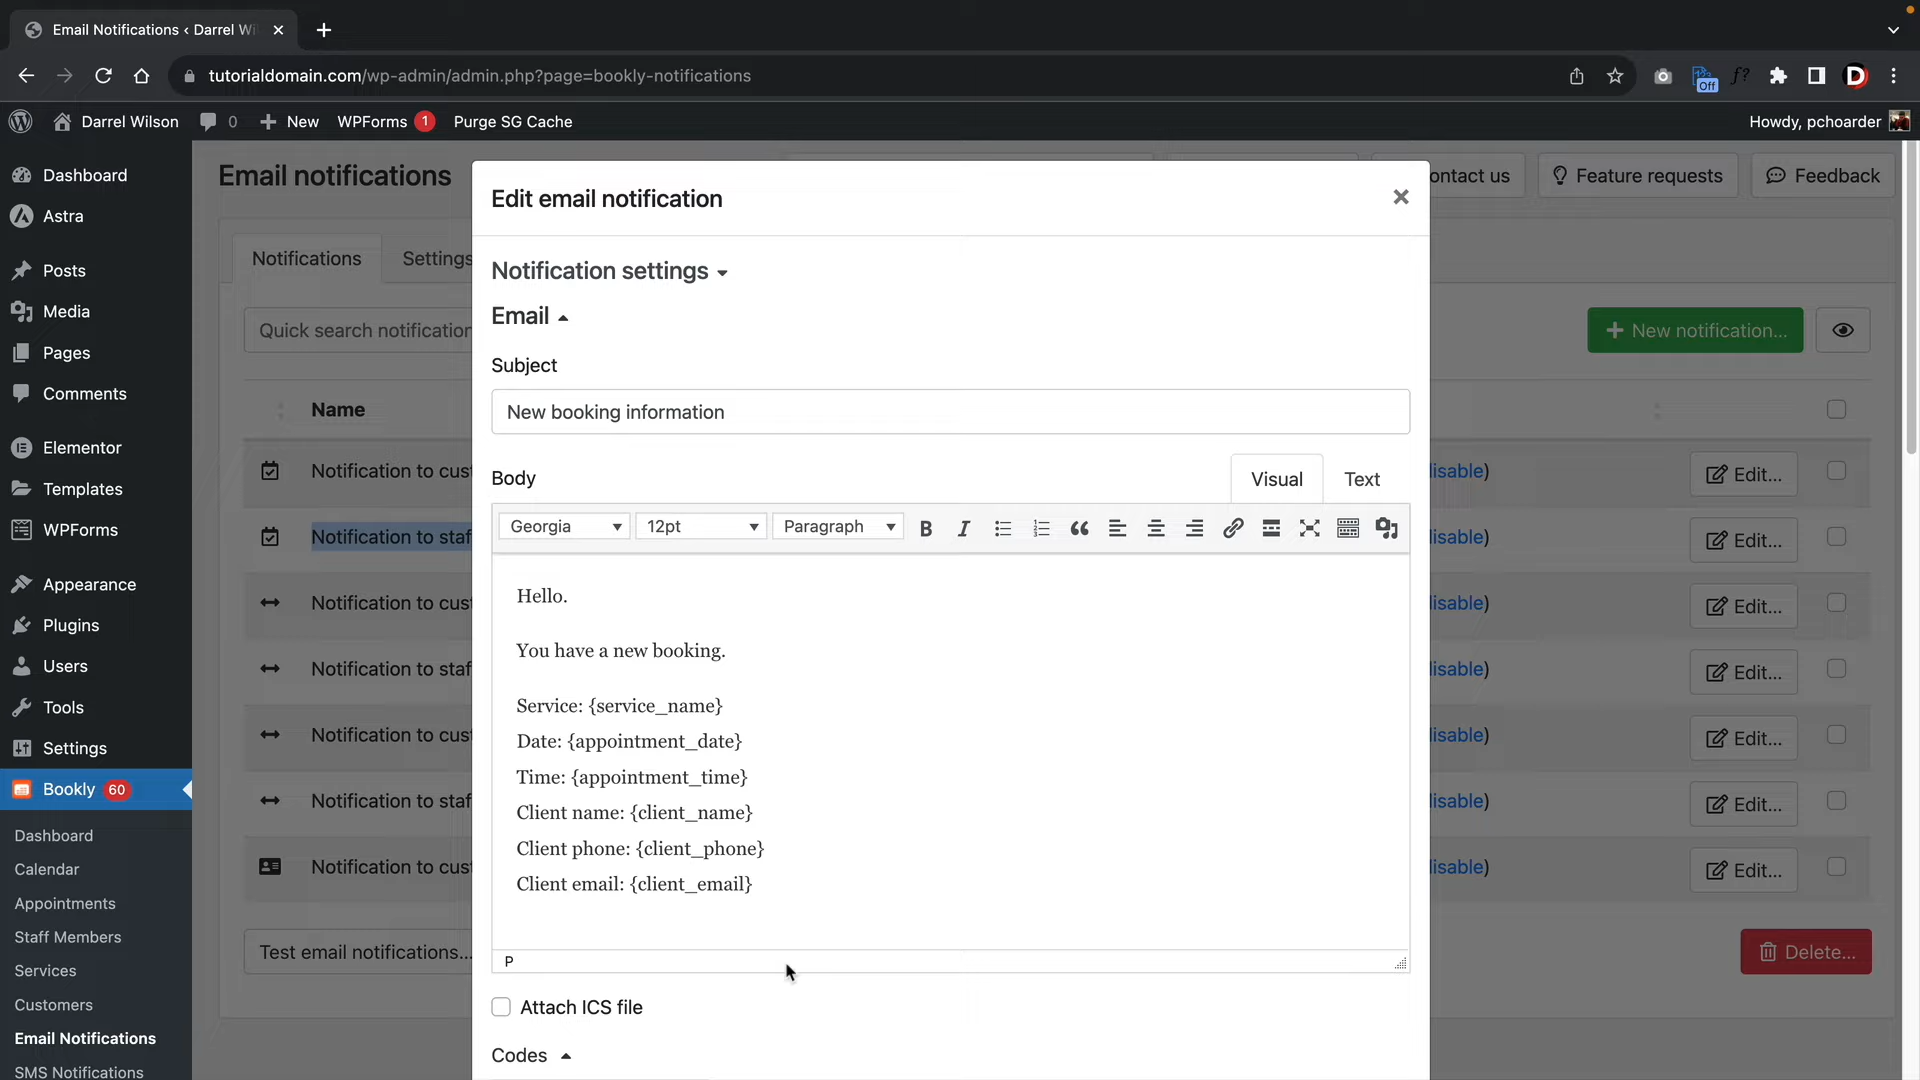 Email Notifications ‹ Darrel Wi
tutorialdomain.com/wp-admin/admin.php?page=bookly-notifications
Off
f?
D
Darrel Wilson
0
New
WPForms 1
Purge SG Cache
Howdy, pchoarder
Dashboard
Astra
Posts
Media
Pages
Comments
Elementor
Templates
WPForms
Appearance
Plugins
Users
Tools
Settings
Bookly 60
Dashboard
Calendar
Appointments
Staff Members
Services
Customers
Email Notifications
SMS Notifications
Email notifications
ontact us
Feature requests
Feedback
Notifications
Settings
Quick search notification
New notification...
Name
Notification to cust
isable)
Edit...
Notification to staf
isable)
Edit...
Notification to cust
isable)
Edit...
Notification to staf
isable)
Edit...
Notification to cust
isable)
Edit...
Notification to staf
isable)
Edit...
Notification to cust
isable)
Edit...
Test email notifications...
Delete...
Edit email notification
Notification settings
Email
Subject
New booking information
Body
Visual
Text
Georgia
12pt
Paragraph
B
I
Hello.
You have a new booking.
Service: {service_name}
Date: {appointment_date}
Time: {appointment_time}
Client name: {client_name}
Client phone: {client_phone}
Client email: {client_email}
P
Attach ICS file
Codes